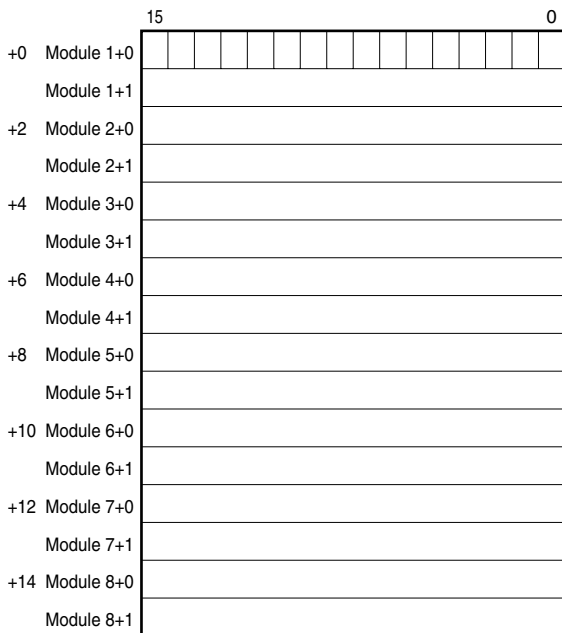 15 0
+0 Module 1+0
Module 1+1
+2 Module 2+0
Module 2+1
+4 Module 3+0
Module 3+1
+6 Module 4+0
Module 4+1
+8 Module 5+0
Module 5+1
+10 Module 6+0
Module 6+1
+12 Module 7+0
Module 7+1
+14 Module 8+0
Module 8+1